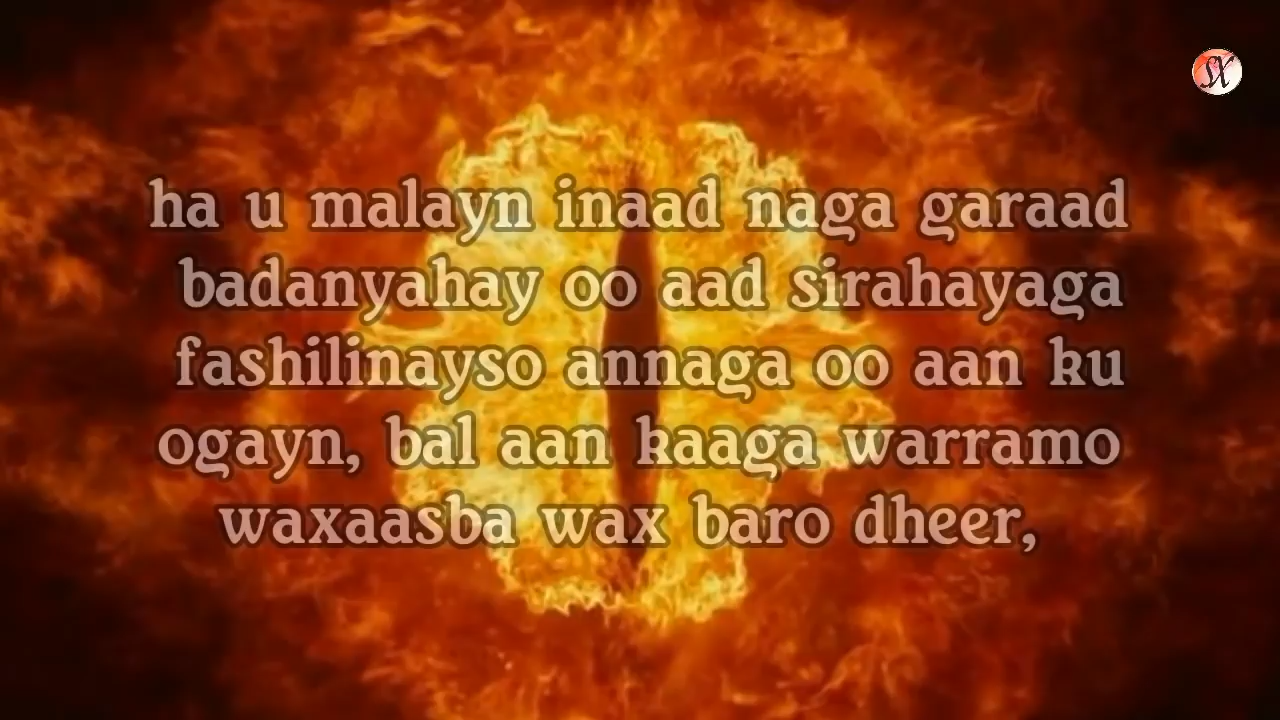 ha u malayn inaad naga garaad
badanyahay oo aad sirahayaga
fashilinayso annaga oo aan ku
ogayn, bal aan kaaga warramo
waxaasba wax baro dheer,
SX